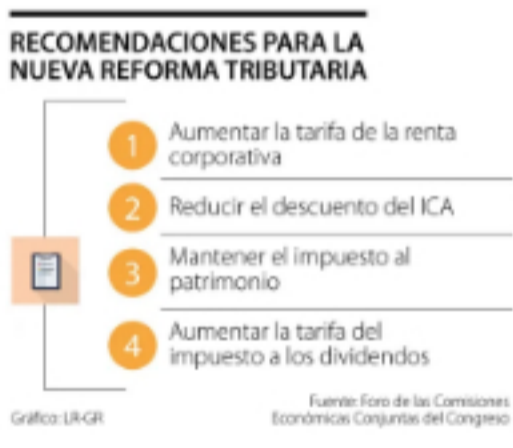 RECOMENDACIONES PARA LA
NUEVA REFORMA TRIBUTARIA
1 Aumentar la tarifa de la renta
corporativa
2 Reducir el descuento del ICA
3 Mantener el impuesto al
patrimonio
4 Aumentar la tarifa del
impuesto a los dividendos
Fuente: Foro de las Comisiones
Gráfico: LR-GR Económicas Conjuntas del Congreso